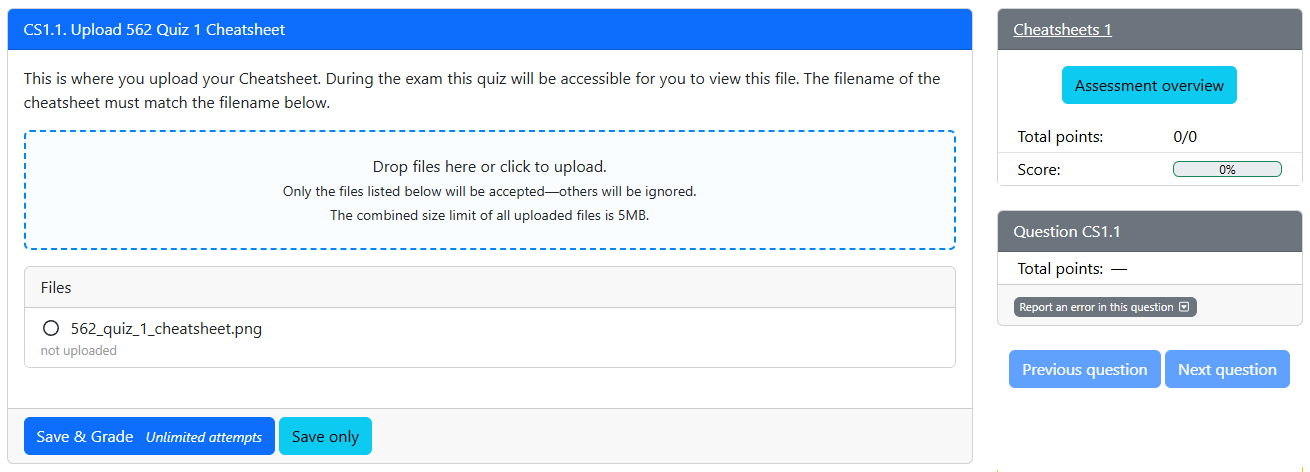 CS1.1. Upload 562 Quiz 1 Cheatsheet
This is where you upload your Cheatsheet. During the exam this quiz will be accessible for you to view this file. The filename of the
cheatsheet must match the filename below.
Drop files here or click to upload.
Only the files listed below will be accepted—others will be ignored.
The combined size limit of all uploaded files is 5MB.
Files
562_quiz_1_cheatsheet.png
not uploaded
Save & Grade Unlimited attempts Save only
Cheatsheets 1
Assessment overview
Total points: 0/0
Score: 0%
Question CS1.1
Total points: —
Report an error in this question
Previous question Next question